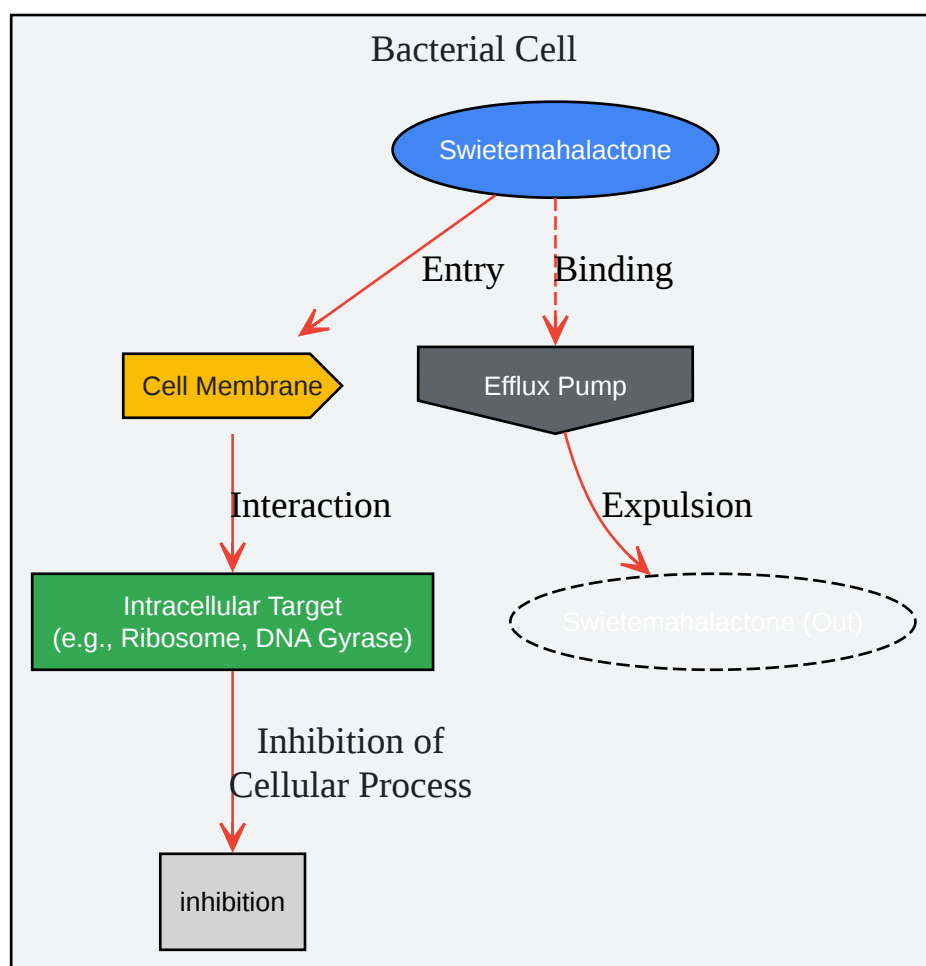 Bacterial Cell
Swietemahalactone
Entry
Binding
Cell Membrane
Efflux Pump
Interaction
Expulsion
Intracellular Target
(e.g., Ribosome, DNA Gyrase)
Swietemahalactone (Out)
Inhibition of
Cellular Process
inhibition